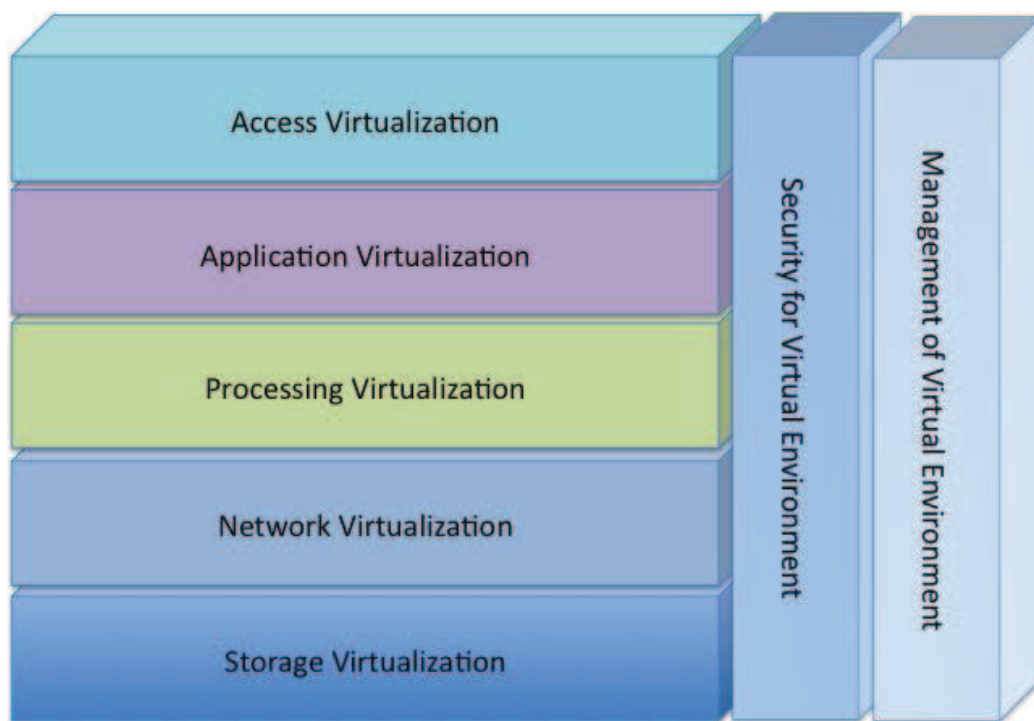 Access Virtualization
Application Virtualization
Processing Virtualization
Network Virtualization
Storage Virtualization
Security for Virtual Environment
Management of Virtual Environment